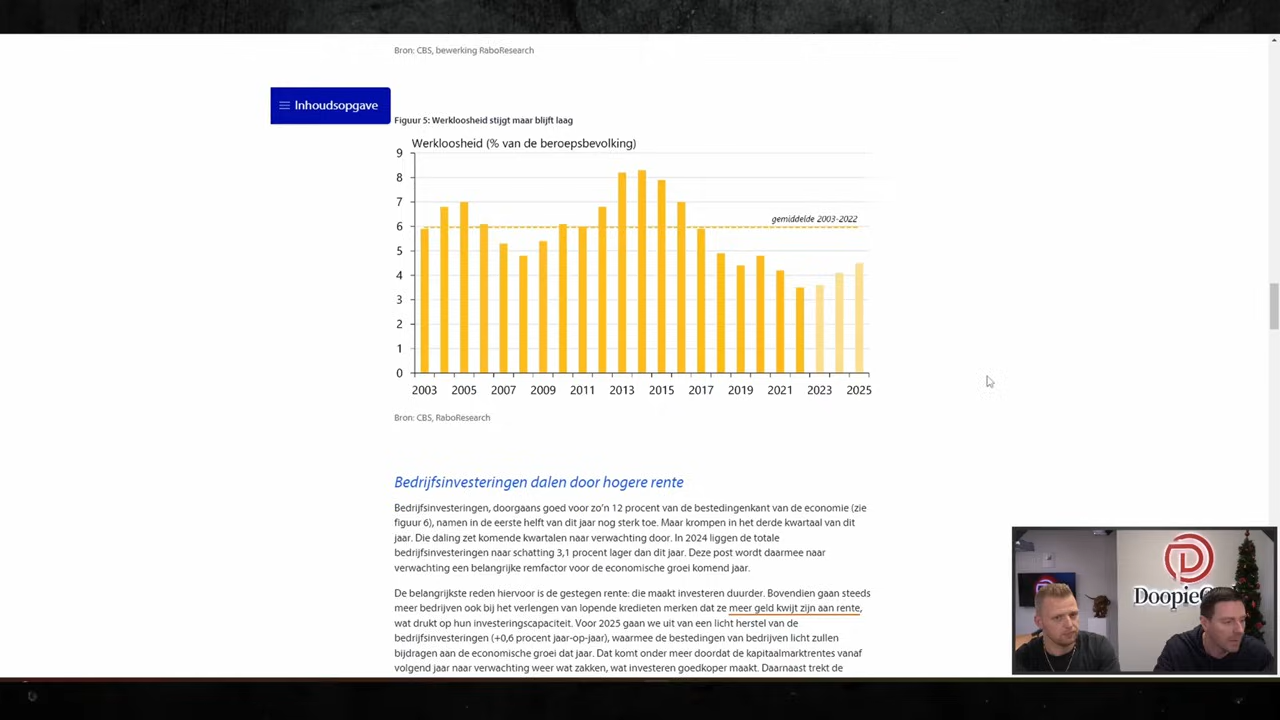 Bron: CBS, bewerking RaboResearch
Inhoudsopgave
Figuur 5: Werkloosheid stijgt maar blijft laag
Werkloosheid (% van de beroepsbevolking)
9
8
7
6
5
4
3
2
1
0
gemiddelde 2003-2022
2003 2005 2007 2009 2011 2013 2015 2017 2019 2021 2023 2025
Bron: CBS, RaboResearch
Bedrijfsinvesteringen dalen door hogere rente
Bedrijfsinvesteringen, doorgaans goed voor zo'n 12 procent van de bestedingenkant van de economie (zie
figuur 6), namen in de eerste helft van dit jaar nog sterk toe. Maar krompen in het derde kwartaal van dit
jaar. Die daling zet komende kwartalen naar verwachting door. In 2024 liggen de totale
bedrijfsinvesteringen naar schatting 3,1 procent lager dan dit jaar. Deze post wordt daarmee naar
verwachting een belangrijke remfactor voor de economische groei komend jaar.
De belangrijkste reden hiervoor is de gestegen rente: die maakt investeren duurder. Bovendien gaan steeds
meer bedrijven ook bij het verlengen van lopende kredieten merken dat ze meer geld kwijt zijn aan rente,
wat drukt op hun investeringscapaciteit. Voor 2025 gaan we uit van een licht herstel van de
bedrijfsinvesteringen (+0,6 procent jaar-op-jaar), waarmee de bestedingen van bedrijven licht zullen
bijdragen aan de economische groei dat jaar. Dat komt onder meer doordat de kapitaalmarktrentes vanaf
volgend jaar naar verwachting weer wat zakken, wat investeren goedkoper maakt. Daarnaast trekt de